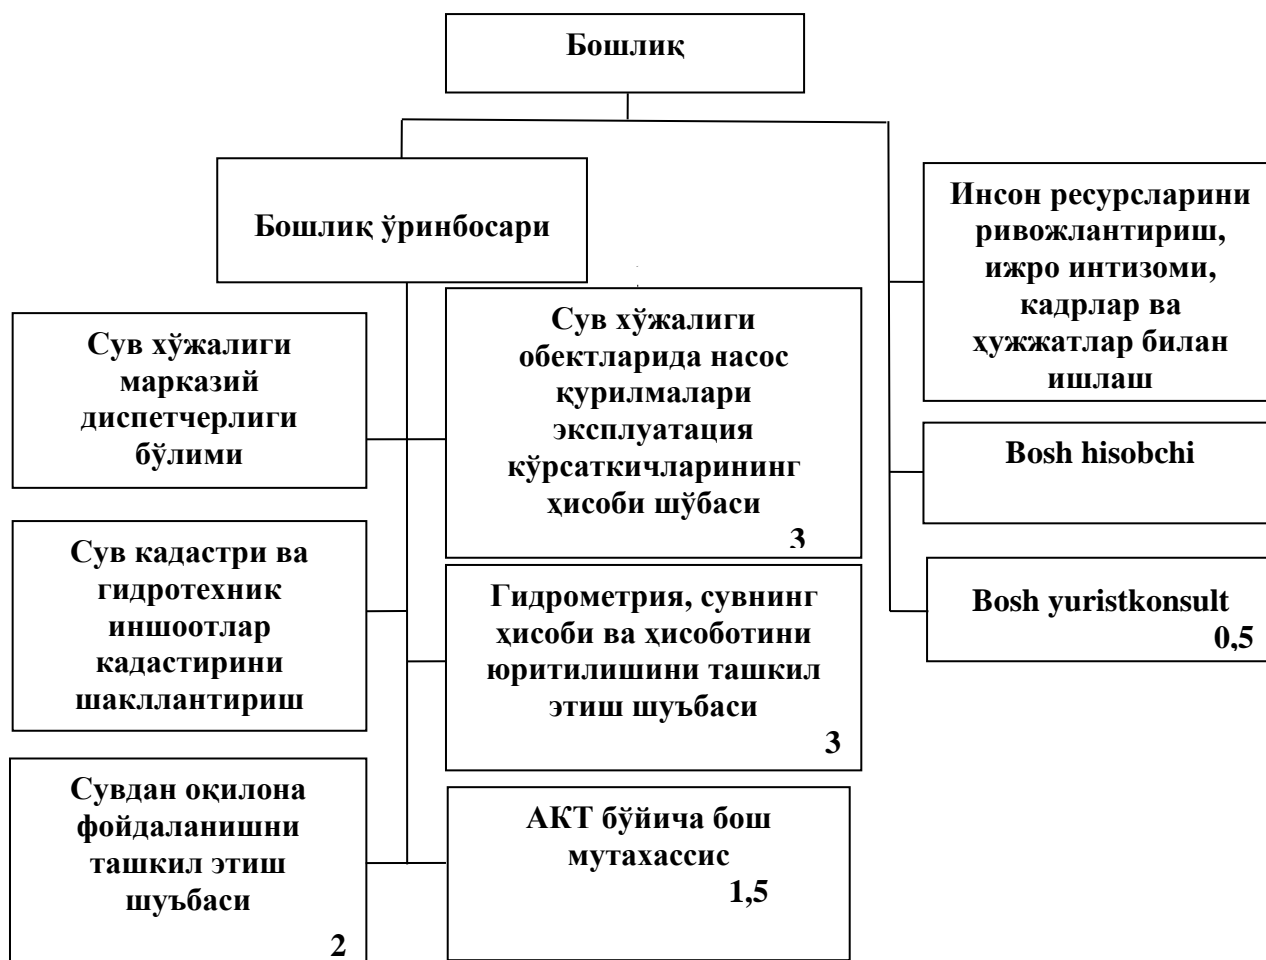 Бошлиқ
Бошлиқ ўринбосари
Инсон ресурсларини
ривожлантириш,
ижро интизоми,
кадрлар ва
ҳужжатлар билан
ишлаш
Сув хўжалиги
марказий
диспетчерлиги
бўлими
Сув хўжалиги
обектларида насос
қурилмалари
эксплуатация
кўрсаткичларининг
ҳисоби шўбаси
3
Bosh hisobchi
Сув кадастри ва
гидротехник
иншоотлар
кадастирини
шакллантириш
Гидрометрия, сувнинг
ҳисоби ва ҳисоботини
юритилишини ташкил
этиш шуъбаси
3
Bosh yuristkonsult
0,5
Сувдан оқилона
фойдаланишни
ташкил этиш
шуъбаси
2
АКТ бўйича бош
мутахассис
1,5